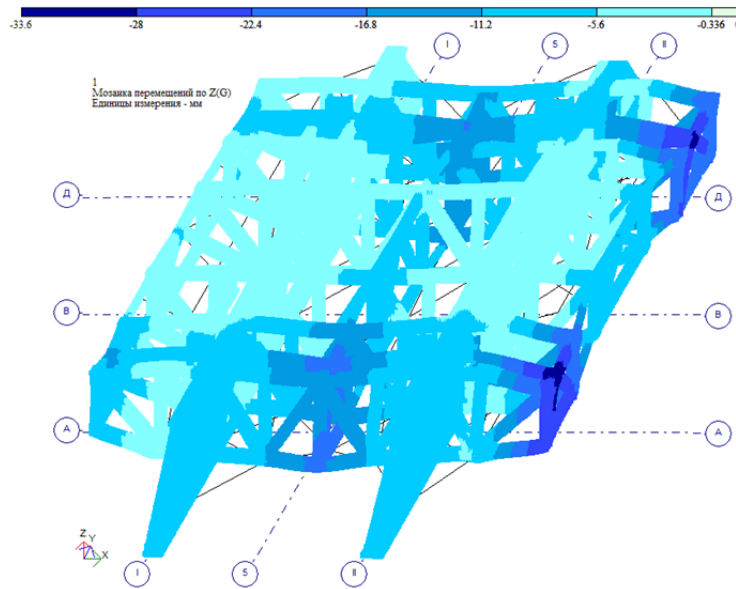 -33.6 -28 -22.4 -16.8 -11.2 -5.6 -0.336
I 5 II
1
Мозаика перемещений по Z(G)
Единицы измерения - мм
Д Д
В В
А А
Z Y
X
I 5 II